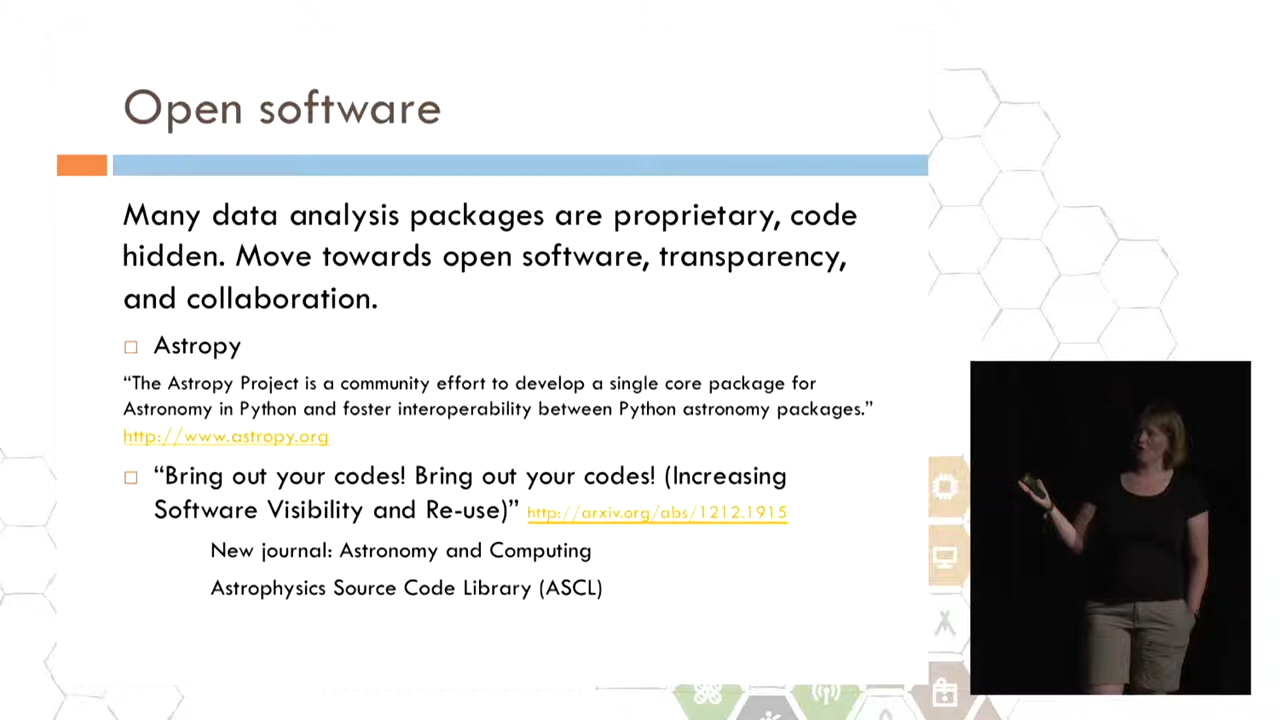 Open software
Many data analysis packages are proprietary, code
hidden. Move towards open software, transparency,
and collaboration.
Astropy
“The Astropy Project is a community effort to develop a single core package for
Astronomy in Python and foster interoperability between Python astronomy packages.”
http://www.astropy.org
“Bring out your codes! Bring out your codes! (Increasing
Software Visibility and Re-use)” http://arxiv.org/abs/1212.1915
New journal: Astronomy and Computing
Astrophysics Source Code Library (ASCL)